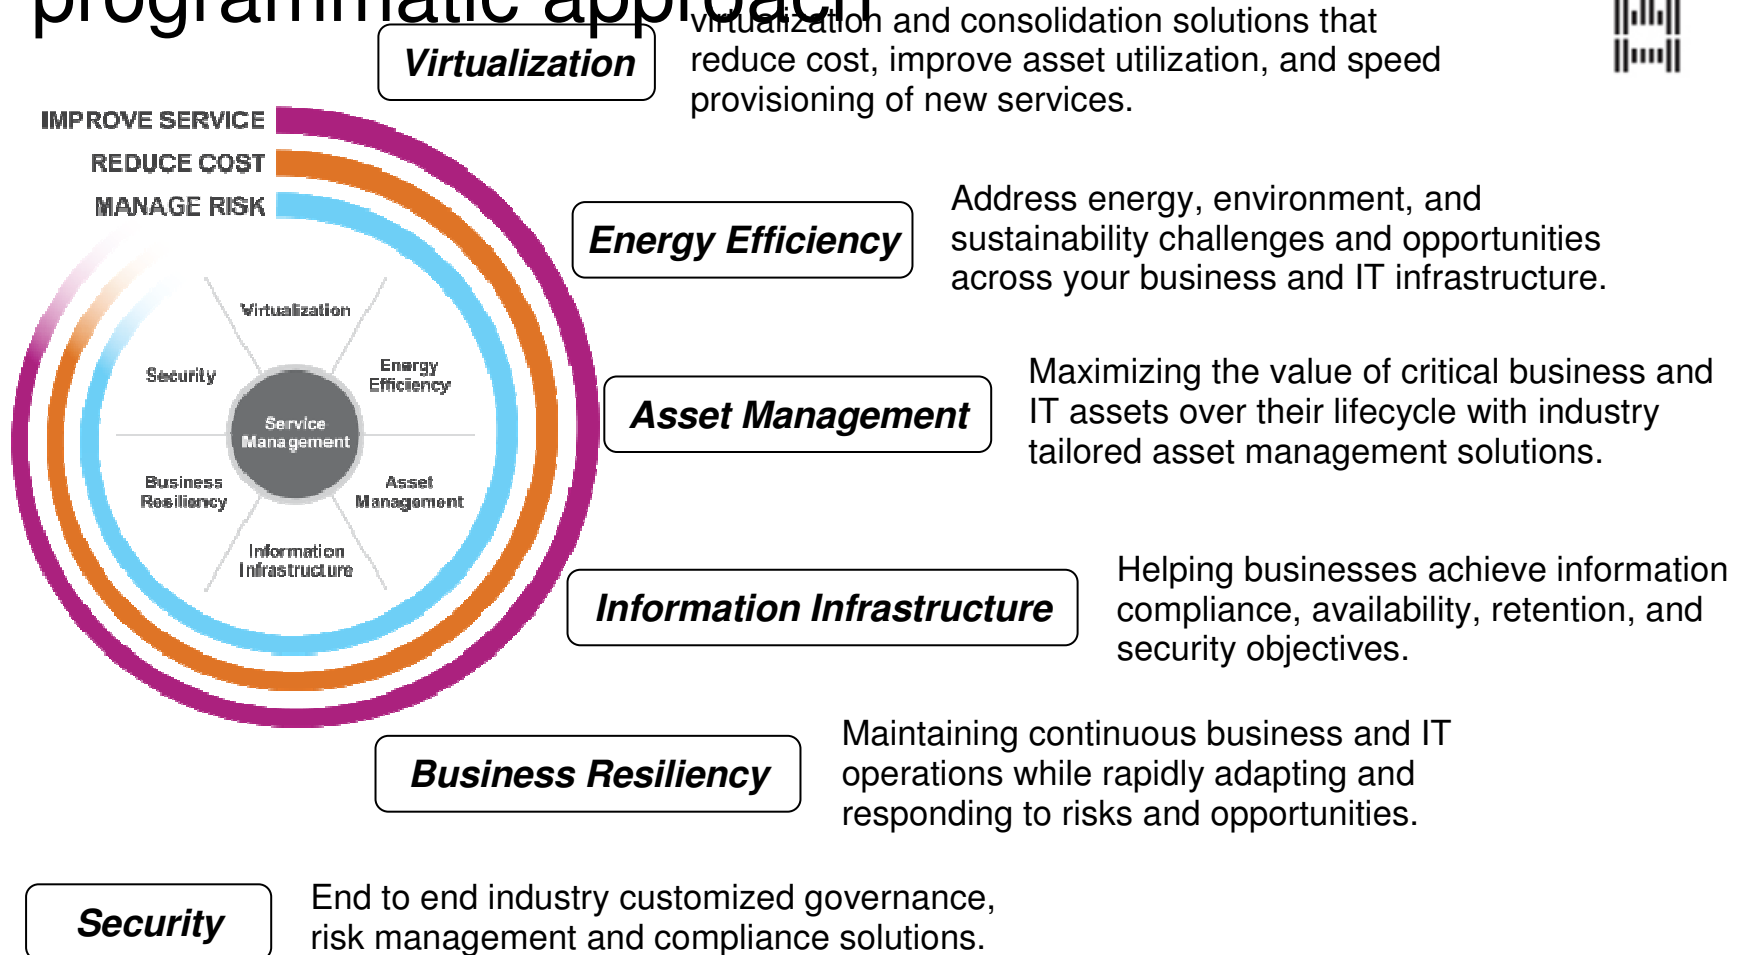 programmatic approach
Virtualization
virtualization and consolidation solutions that
reduce cost, improve asset utilization, and speed
provisioning of new services.
IMPROVE SERVICE
REDUCE COST
MANAGE RISK
Energy Efficiency
Address energy, environment, and
sustainability challenges and opportunities
across your business and IT infrastructure.
Virtualization
Security
Energy
Efficiency
Service
Management
Business
Resiliency
Asset
Management
Information
Infrastructure
Asset Management
Maximizing the value of critical business and
IT assets over their lifecycle with industry
tailored asset management solutions.
Information Infrastructure
Helping businesses achieve information
compliance, availability, retention, and
security objectives.
Business Resiliency
Maintaining continuous business and IT
operations while rapidly adapting and
responding to risks and opportunities.
Security
End to end industry customized governance,
risk management and compliance solutions.